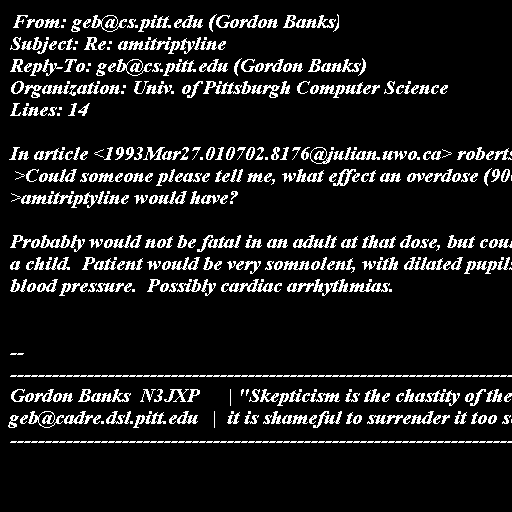 From: geb@cs.pitt.edu (Gordon Banks)
Subject: Re: amitriptyline
Reply-To: geb@cs.pitt.edu (Gordon Banks)
Organization: Univ. of Pittsburgh Computer Science
Lines: 14

In article <1993Mar27.010702.8176@julian.uwo.ca> roberts
>Could someone please tell me, what effect an overdose (90
>amitriptyline would have?

Probably would not be fatal in an adult at that dose, but
a child.  Patient would be very somnolent, with dilated pupils
blood pressure.  Possibly cardiac arrhythmias.


--
----------------------------------------------------------------------------
Gordon Banks  N3JXP      | "Skepticism is the chastity of the
geb@cadre.dsl.pitt.edu   |  it is shameful to surrender it too
----------------------------------------------------------------------------